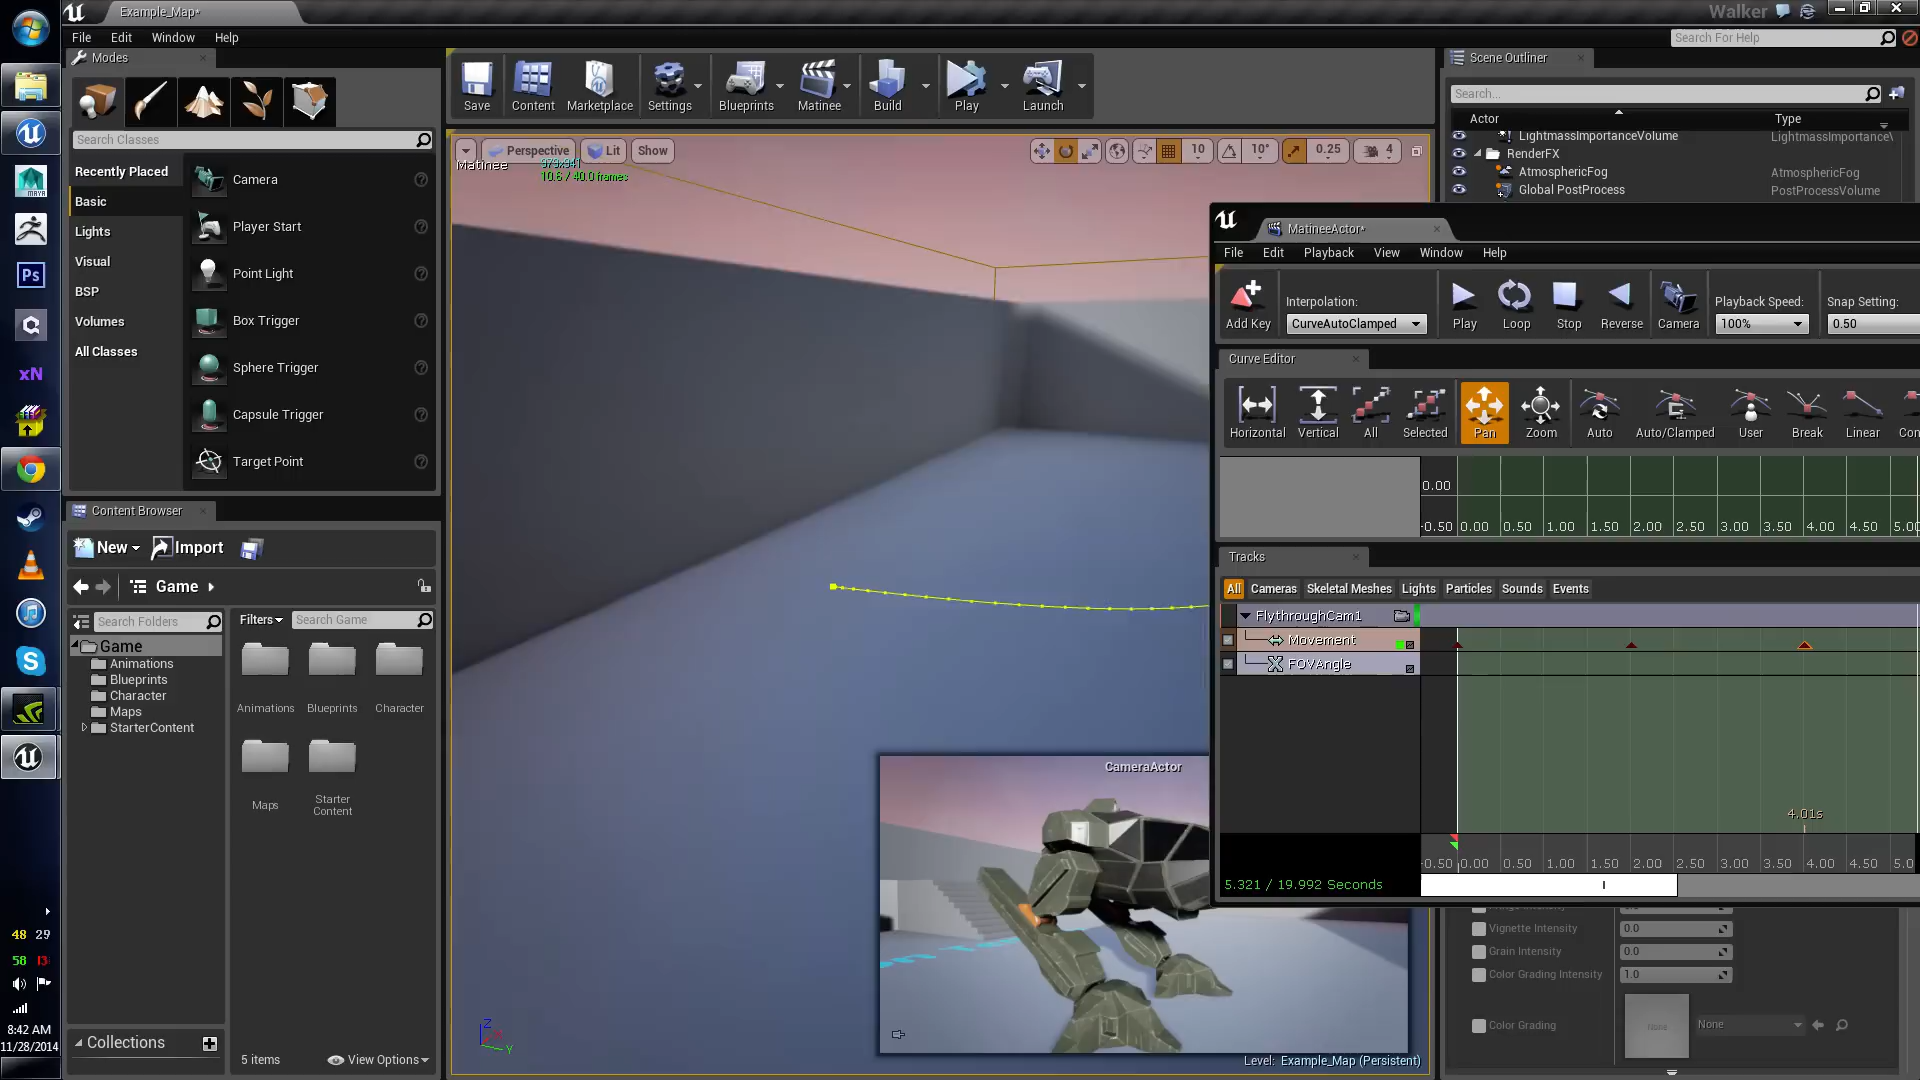 Example_Map*
Walker
File Edit Window Help
Search For Help
Modes
Search Classes
Recently Placed
Basic
Lights
Visual
BSP
Volumes
All Classes
Camera
Player Start
Point Light
Box Trigger
Sphere Trigger
Capsule Trigger
Target Point
Content Browser
New Import
Game
Search Folders
Filters Search Game
Game
Animations
Blueprints
Character
Maps
StarterContent
Animations Blueprints Character
Maps Starter Content
Collections
5 items View Options
Save Content Marketplace Settings Blueprints Matinee Build Play Launch
Perspective Lit Show
10 10° 0.25 4
Matinee
10.6 / 40.0 frames
CameraActor
Level: Example_Map (Persistent)
Scene Outliner
Search...
Actor Type
LightmassImportanceVolume LightmassImportance\
RenderFX
AtmosphericFog AtmosphericFog
Global PostProcess PostProcessVolume
MatineeActor*
File Edit Playback View Window Help
Add Key
Interpolation:
CurveAutoClamped
Play Loop Stop Reverse Camera
Playback Speed:
100%
Snap Setting:
0.50
Curve Editor
Horizontal Vertical All Selected Pan Zoom Auto Auto/Clamped User Break Linear Con
0.00
-0.50 0.00 0.50 1.00 1.50 2.00 2.50 3.00 3.50 4.00 4.50 5.00
Tracks
All Cameras Skeletal Meshes Lights Particles Sounds Events
FlythroughCam1
Movement
FOVAngle
4.01s
-0.50 0.00 0.50 1.00 1.50 2.00 2.50 3.00 3.50 4.00 4.50 5.0
5.321 / 19.992 Seconds
Vignette Intensity 0.0
Grain Intensity 0.0
Color Grading Intensity 1.0
Color Grading None
Ps
xN
48 29
58 13
8:42 AM
11/28/2014